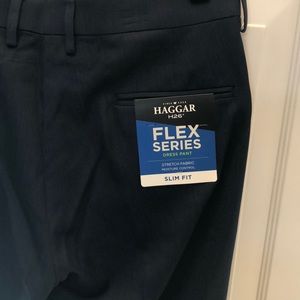 SINCE 1926
HAGGAR
H26®
FLEX
SERIES
DRESS PANT
STRETCH FABRIC
MOISTURE CONTROL
SLIM FIT